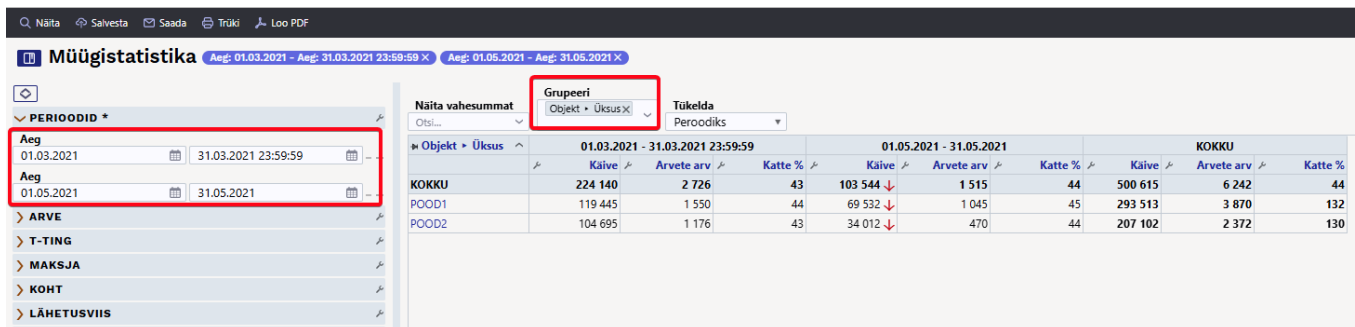 Näita Salvesta Saada Trüki Loo PDF
Müügistatistika Aeg: 01.03.2021 - Aeg: 31.03.2021 23:59:59 × Aeg: 01.05.2021 - Aeg: 31.05.2021 ×
PERIOODID *
Aeg
01.03.2021 31.03.2021 23:59:59
Aeg
01.05.2021 31.05.2021
ARVE
T-TING
MAKSJA
KOHT
LÄHETUSVIIS
Näita vahesummat Grupeeri Tükelda
Otsi... Objekt ‣ Üksus × Peroodiks
Objekt ‣ Üksus 01.03.2021 - 31.03.2021 23:59:59 01.05.2021 - 31.05.2021 KOKKU
Käive Arvete arv Katte % Käive Arvete arv Katte % Käive Arvete arv Katte %
KOKKU 224 140 2 726 43 103 544 ↓ 1 515 44 500 615 6 242 44
POOD1 119 445 1 550 44 69 532 ↓ 1 045 45 293 513 3 870 132
POOD2 104 695 1 176 43 34 012 ↓ 470 44 207 102 2 372 130